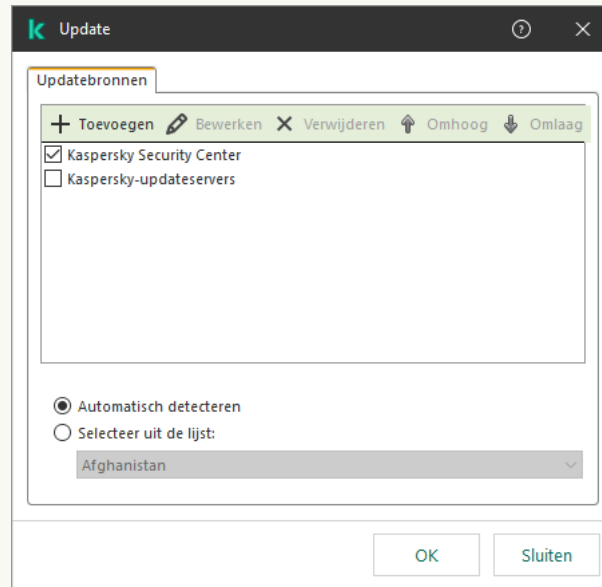 Update
Updatebronnen
Toevoegen Bewerken Verwijderen Omhoog Omlaag
Kaspersky Security Center
Kaspersky-updateservers
Automatisch detecteren
Selecteer uit de lijst:
Afghanistan
OK Sluiten